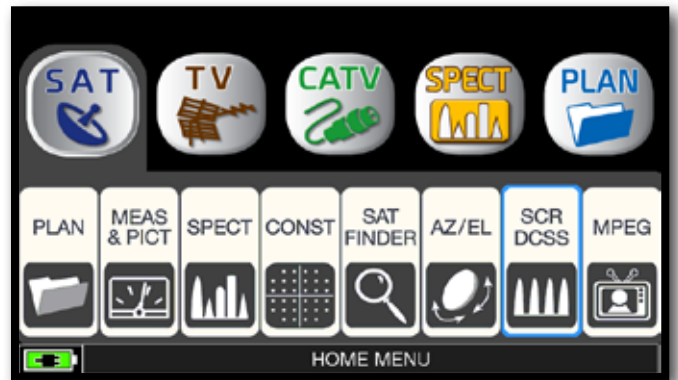 SAT
TV
CATV
SPECT
PLAN
PLAN
MEAS
& PICT
SPECT
CONST
SAT
FINDER
AZ/EL
SCR
DCSS
MPEG
HOME MENU